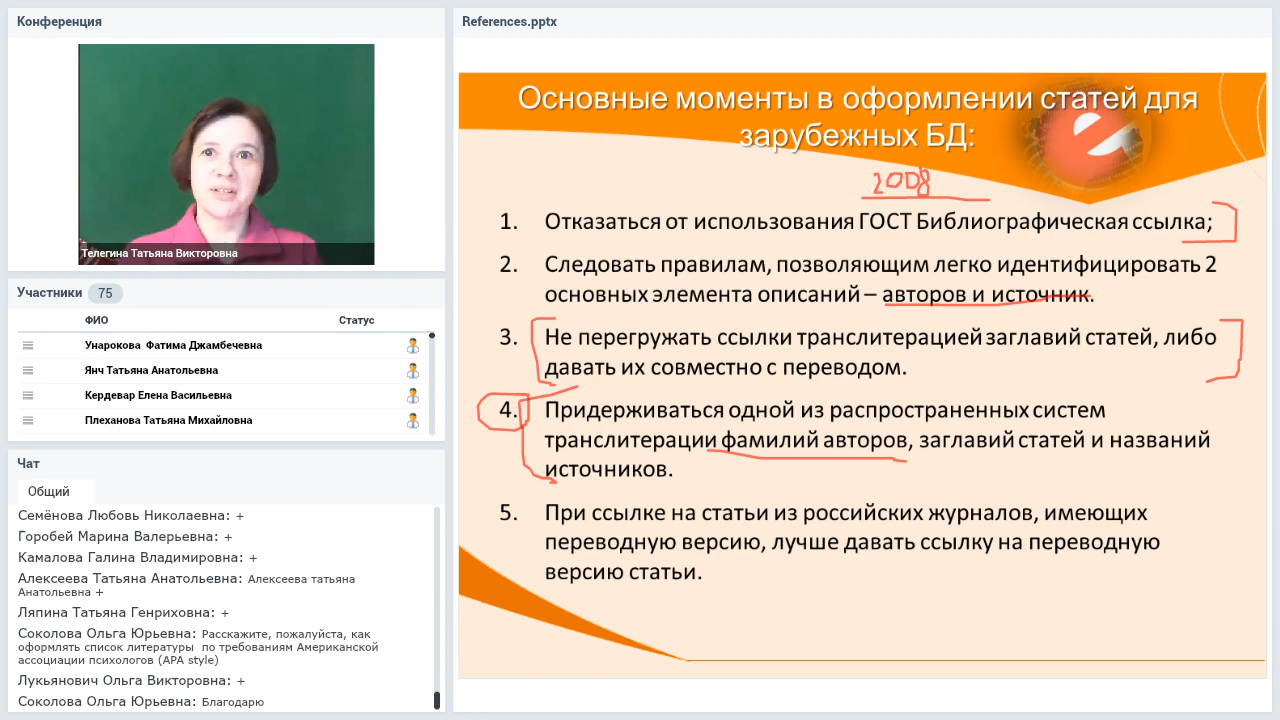 Конференция
Телегина Татьяна Викторовна
Участники 75
ФИО Статус
Унарокова Фатима Джамбечевна
Янч Татьяна Анатольевна
Кердевар Елена Васильевна
Плеханова Татьяна Михайловна
Чат
Общий
Семёнова Любовь Николаевна: +
Горобей Марина Валерьевна: +
Камалова Галина Владимировна: +
Алексеева Татьяна Анатольевна: Алексеева татьяна
Анатольевна +
Ляпина Татьяна Генриховна: +
Соколова Ольга Юрьевна: Расскажите, пожалуйста, как
оформлять список литературы по требованиям Американской
ассоциации психологов (APA style)
Лукьянович Ольга Викторовна: +
Соколова Ольга Юрьевна: Благодарю
References.pptx
Основные моменты в оформлении статей для
зарубежных БД:
2008
1. Отказаться от использования ГОСТ Библиографическая ссылка;
2. Следовать правилам, позволяющим легко идентифицировать 2
основных элемента описаний – авторов и источник.
3. Не перегружать ссылки транслитерацией заглавий статей, либо
давать их совместно с переводом.
4. Придерживаться одной из распространенных систем
транслитерации фамилий авторов, заглавий статей и названий
источников.
5. При ссылке на статьи из российских журналов, имеющих
переводную версию, лучше давать ссылку на переводную
версию статьи.